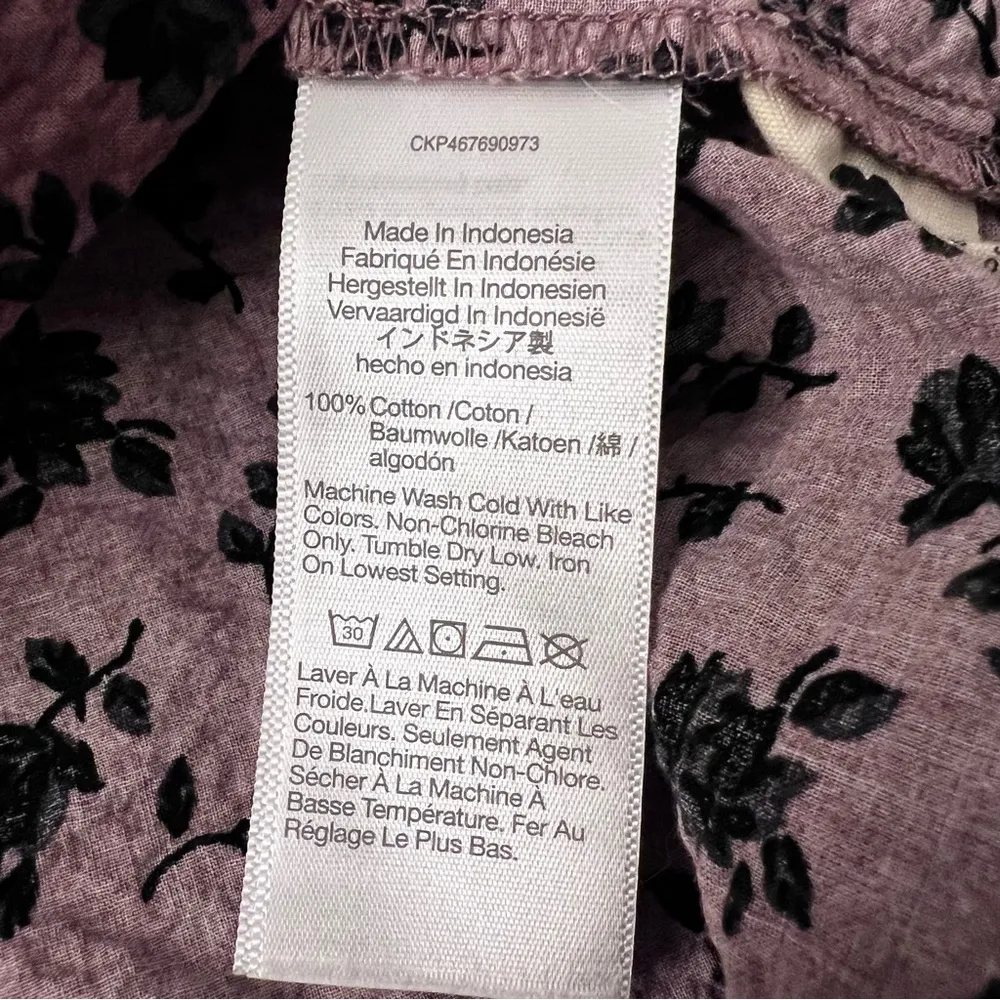 CKP467690973
Made In Indonesia
Fabriqué En Indonésie
Hergestellt In Indonesien
Vervaardigd In Indonesië
インドネシア製
hecho en indonesia
100% Cotton /Coton /
Baumwolle /Katoen /綿 /
algodón
Machine Wash Cold With Like
Colors. Non-Chlorine Bleach
Only. Tumble Dry Low. Iron
On Lowest Setting.
30
Laver À La Machine À L'eau
Froide.Laver En Séparant Les
Couleurs. Seulement Agent
De Blanchiment Non-Chlore.
Sécher À La Machine À
Basse Température. Fer Au
Réglage Le Plus Bas.